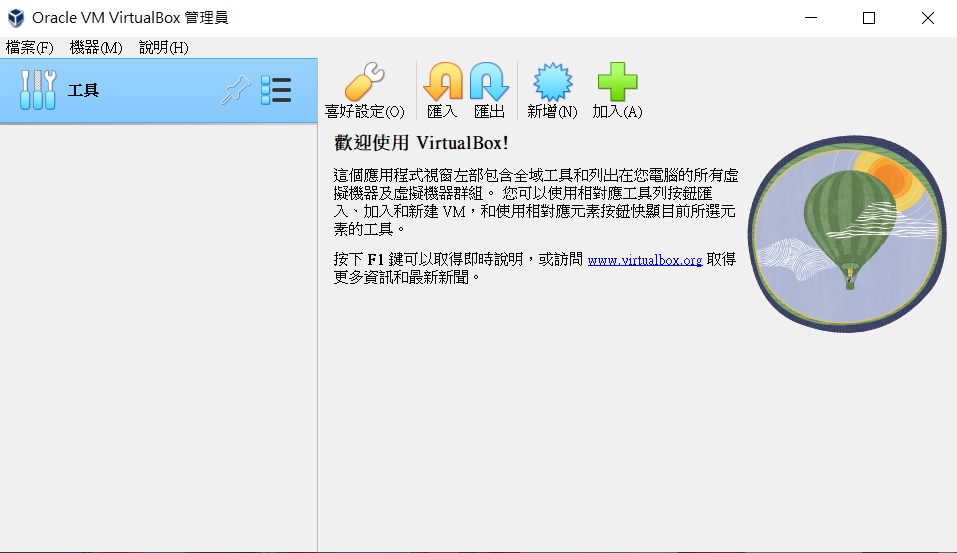 Oracle VM VirtualBox 管理員
檔案(F) 機器(M) 說明(H)
工具
喜好設定(O) 匯入 匯出 新增(N) 加入(A)
歡迎使用 VirtualBox!
這個應用程式視窗左部包含全域工具和列出在您電腦的所有虛
擬機器及虛擬機器群組。 您可以使用相對應工具列按鈕匯
入、加入和新建 VM，和使用相對應元素按鈕快顯目前所選元
素的工具。
按下 F1 鍵可以取得即時說明，或訪問 www.virtualbox.org 取得
更多資訊和最新新聞。